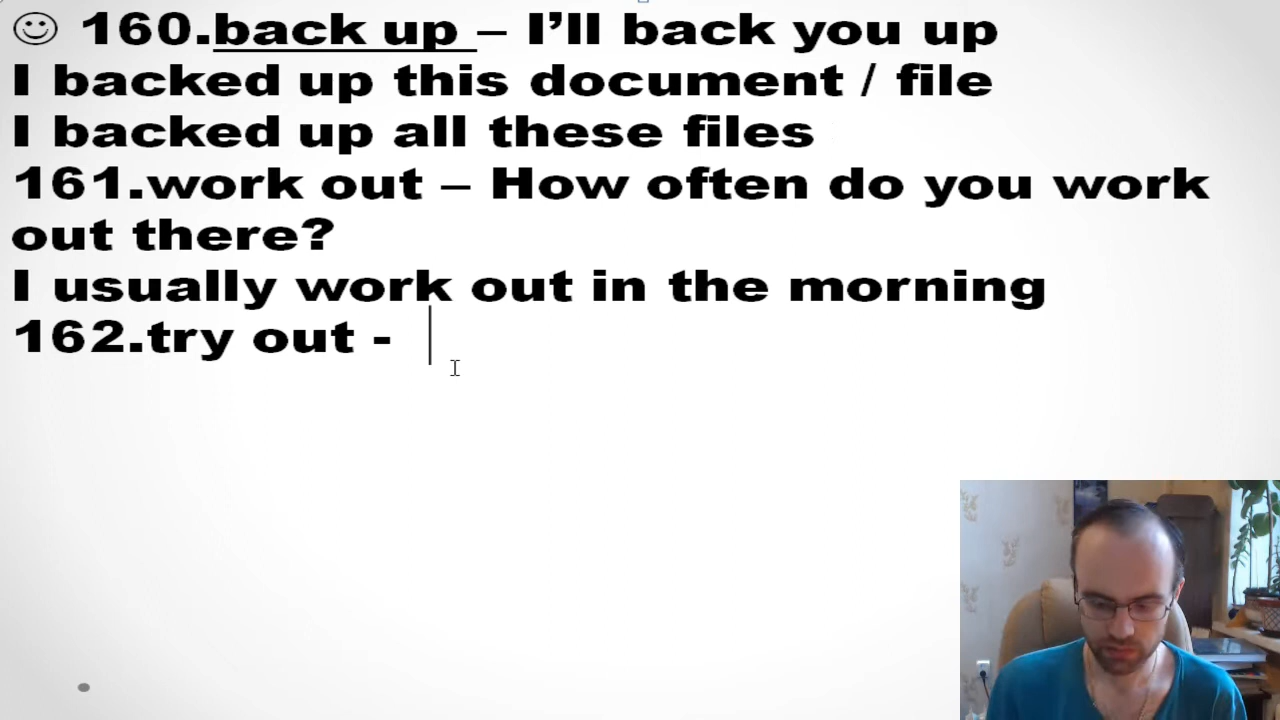 ☺ 160.back up – I’ll back you up
I backed up this document / file
I backed up all these files
161.work out – How often do you work
out there?
I usually work out in the morning
162.try out -